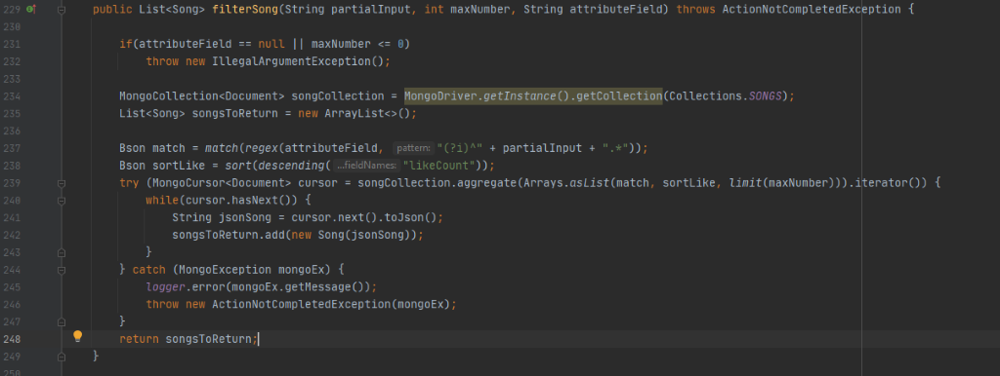 229 public List<Song> filterSong(String partialInput, int maxNumber, String attributeField) throws ActionNotCompletedException {
230
231 if(attributeField == null || maxNumber <= 0)
232 throw new IllegalArgumentException();
233
234 MongoCollection<Document> songCollection = MongoDriver.getInstance().getCollection(Collections.SONGS);
235 List<Song> songsToReturn = new ArrayList<>();
236
237 Bson match = match(regex(attributeField, pattern: "(?i)^" + partialInput + ".*"));
238 Bson sortLike = sort(descending( ...fieldNames: "likeCount"));
239 try (MongoCursor<Document> cursor = songCollection.aggregate(Arrays.asList(match, sortLike, limit(maxNumber))).iterator()) {
240 while(cursor.hasNext()) {
241 String jsonSong = cursor.next().toJson();
242 songsToReturn.add(new Song(jsonSong));
243 }
244 } catch (MongoException mongoEx) {
245 logger.error(mongoEx.getMessage());
246 throw new ActionNotCompletedException(mongoEx);
247 }
248 return songsToReturn;
249 }
250